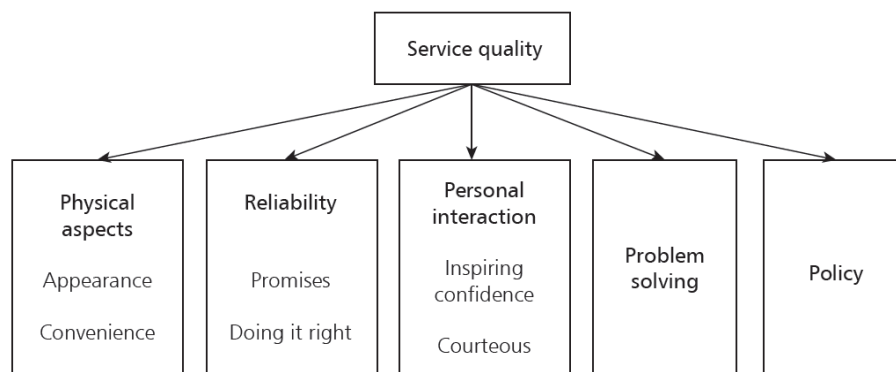 Service quality
Physical
aspects
Appearance
Convenience
Reliability
Promises
Doing it right
Personal
interaction
Inspiring
confidence
Courteous
Problem
solving
Policy